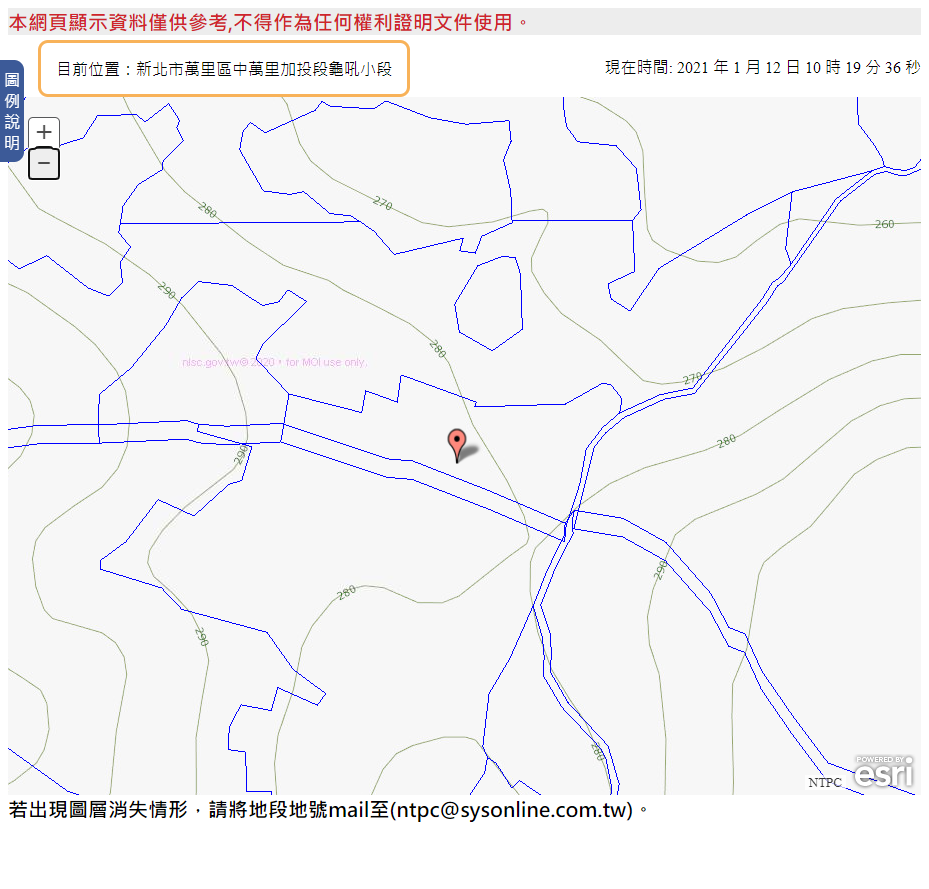 本網頁顯示資料僅供參考,不得作為任何權利證明文件使用。
目前位置：新北市萬里區中萬里加投段龜吼小段
現在時間: 2021 年 1 月 12 日 10 時 19 分 36 秒
圖例說明
+
−
280
270
260
290
280
nlsc.gov.tw© 2020，for MOI use only.
270
280
290
290
280
290
280
POWERED BY
esri
NTPC
若出現圖層消失情形，請將地段地號mail至(ntpc@sysonline.com.tw)。